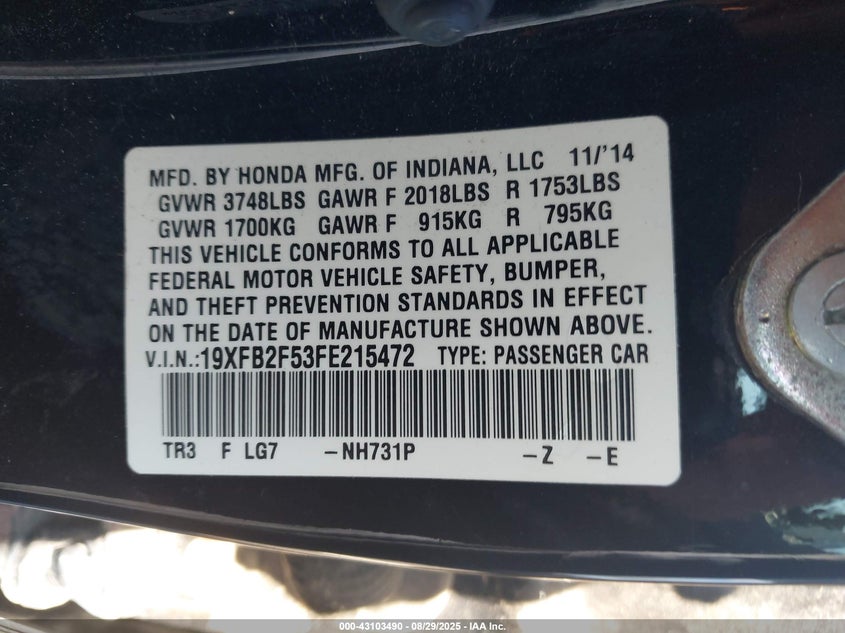 MFD. BY HONDA MFG. OF INDIANA, LLC 11/'14
GVWR 3748LBS GAWR F 2018LBS R 1753LBS
GVWR 1700KG GAWR F 915KG R 795KG
THIS VEHICLE CONFORMS TO ALL APPLICABLE
FEDERAL MOTOR VEHICLE SAFETY, BUMPER,
AND THEFT PREVENTION STANDARDS IN EFFECT
ON THE DATE OF MANUFACTURE SHOWN ABOVE.
V.I.N.:19XFB2F53FE215472 TYPE: PASSENGER CAR
TR3 F LG7 -NH731P -Z -E
000-43103490 - 08/29/2025 - IAA Inc.